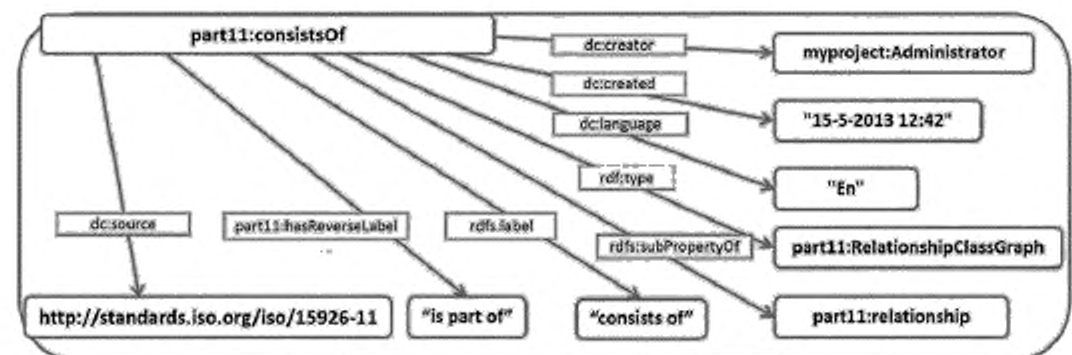 part11:consistsOf
dc:creator
myproject:Administrator
dc:created
"15-5-2013 12:42"
dc:language
"En"
rdf:type
part11:RelationshipClassGraph
dc:source
part11:hasReverseLabel
rdfs:label
rdfs:subPropertyOf
http://standards.iso.org/iso/15926-11
"is part of"
"consists of"
part11:relationship